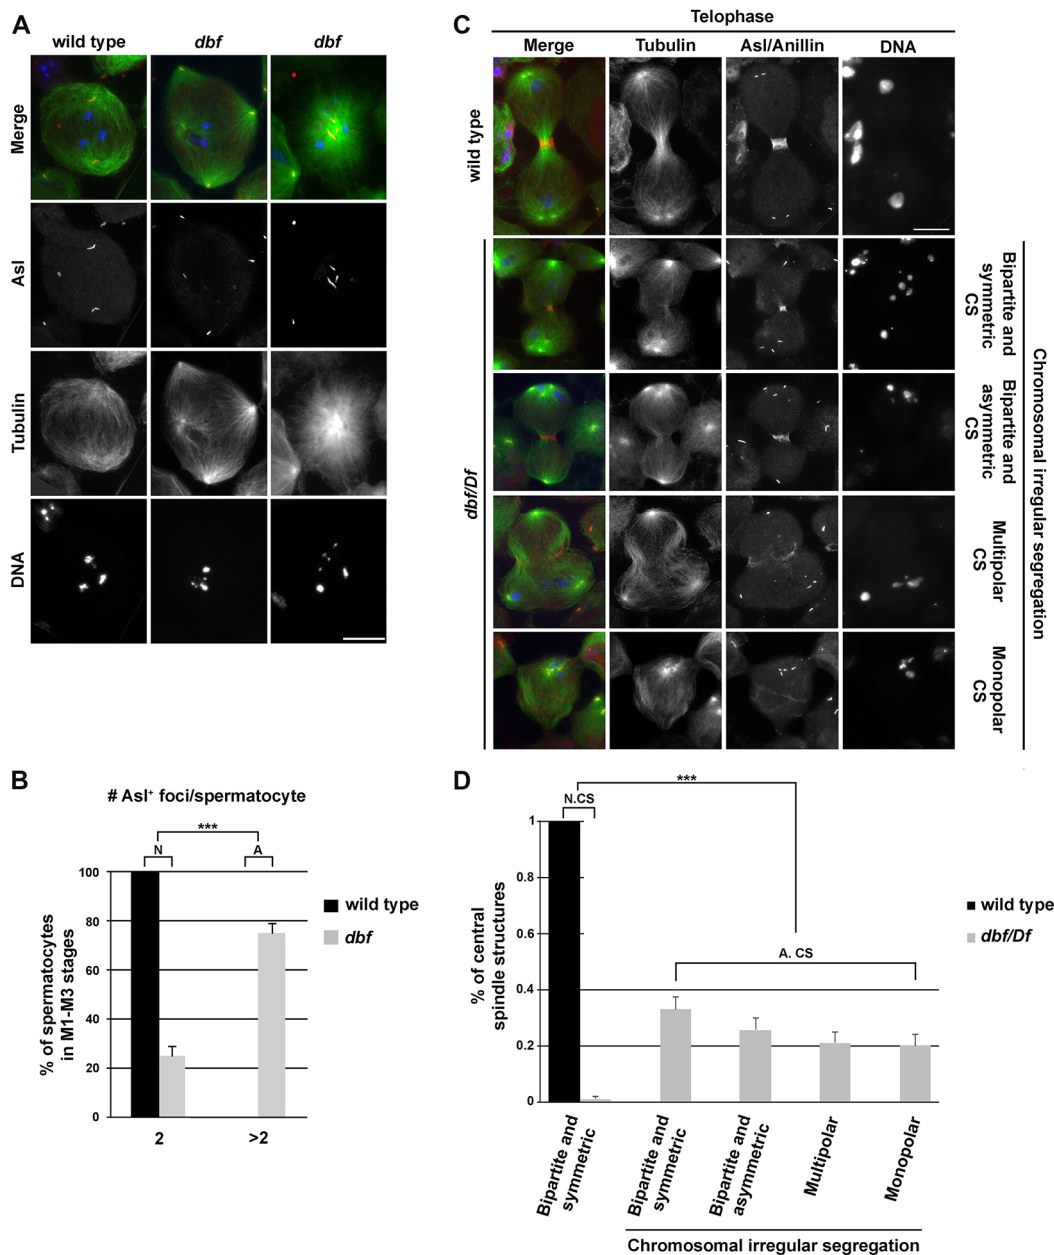 A
wild type
dbf
dbf
Merge
Asl
Tubulin
DNA
C
Telophase
Merge
Tubulin
Asl/Anillin
DNA
wild type
dbf/Df
Bipartite and
symmetric
CS
Bipartite and
asymmetric
CS
Multipolar
CS
Monopolar
CS
Chromosomal irregular segregation
B
# Asl⁺ foci/spermatocyte
***
N
A
100
80
60
40
20
0
% of spermatocytes
in M1-M3 stages
2
>2
wild type
dbf
D
***
N.CS
A. CS
1
0.8
0.6
0.4
0.2
0
% of central
spindle structures
wild type
dbf/Df
Bipartite and
symmetric
Bipartite and
symmetric
Bipartite and
asymmetric
Multipolar
Monopolar
Chromosomal irregular segregation